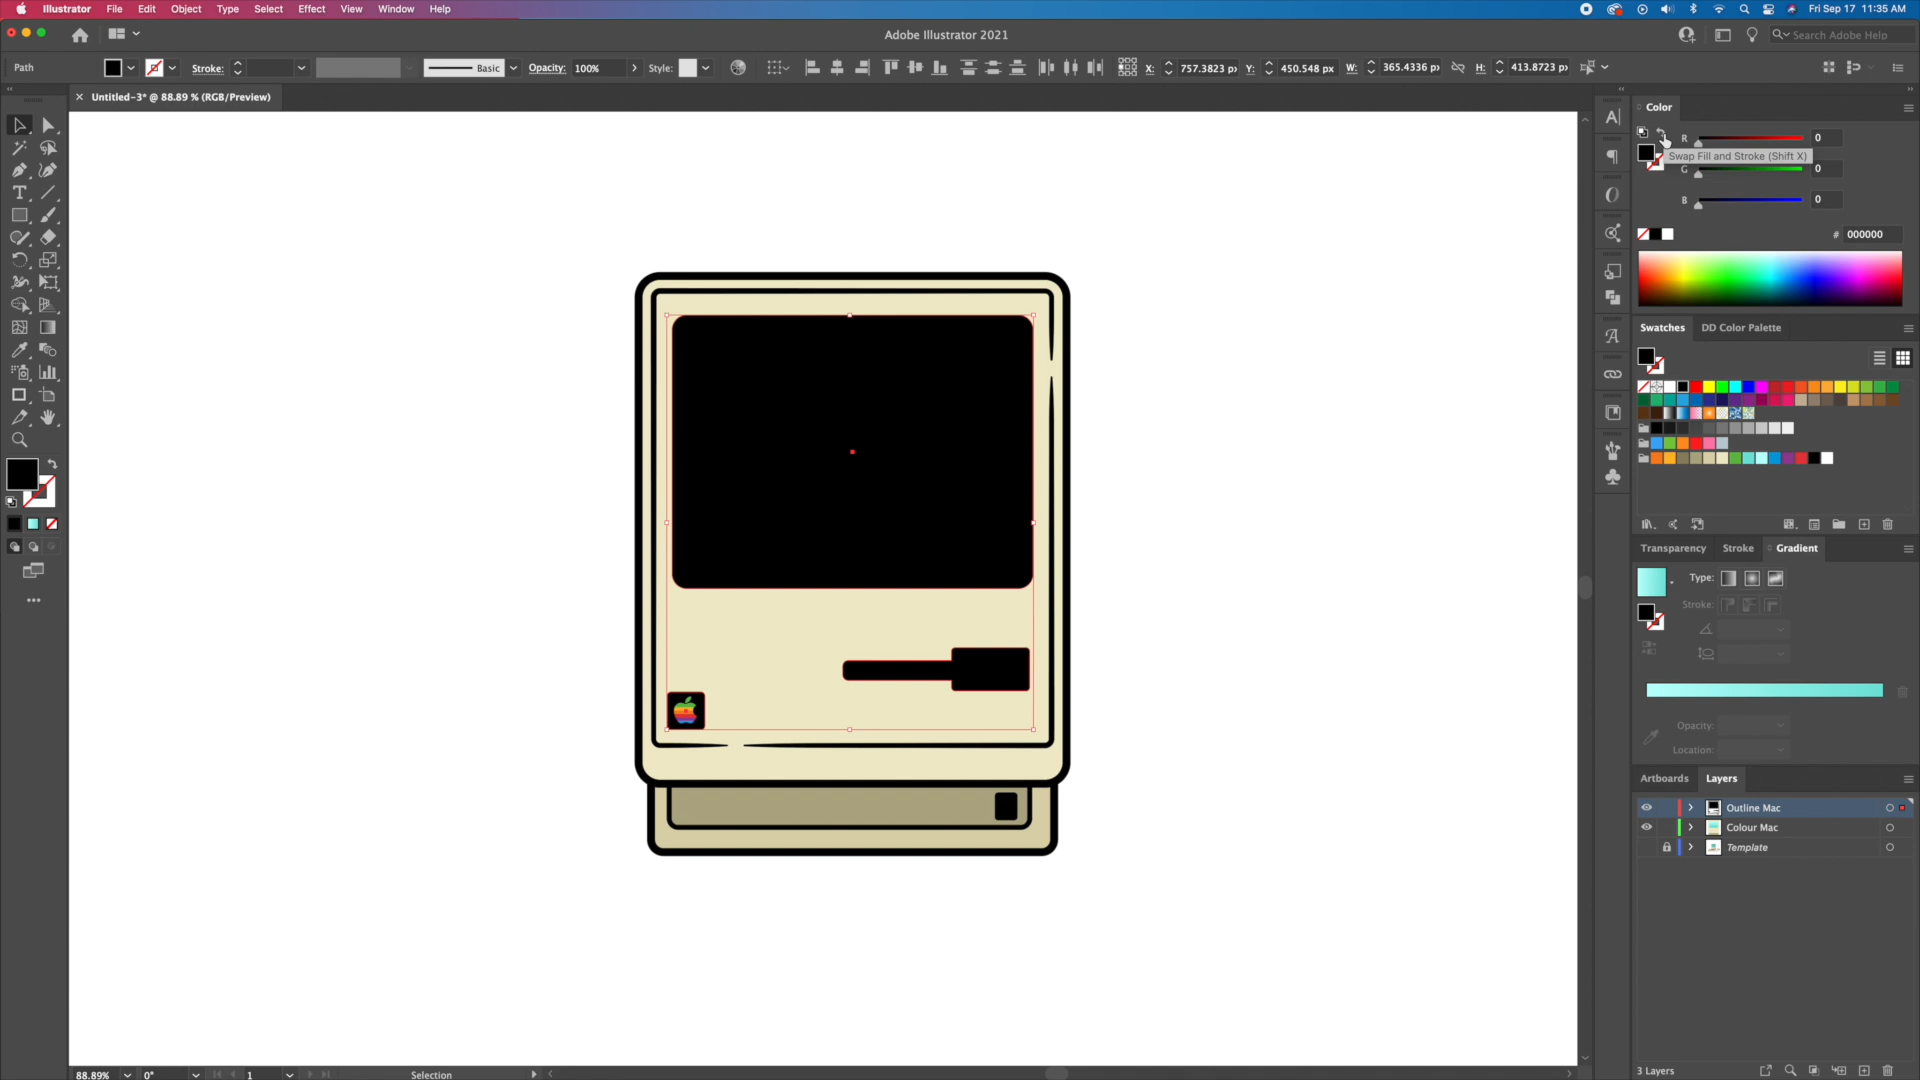 Illustrator File Edit Object Type Select Effect View Window Help Fri Sep 17 11:35 AM
Adobe Illustrator 2021 Search Adobe Help
Path Stroke: Basic Opacity: 100% Style: X: 757.3823 px Y: 450.548 px W: 365.4336 px H: 413.8723 px
Untitled-3* @ 88.89 % (RGB/Preview)
Color
R 0
Swap Fill and Stroke (Shift X)
G 0
B 0
# 000000
Swatches DD Color Palette
Transparency Stroke Gradient
Type:
Stroke:
Opacity:
Location:
Artboards Layers
Outline Mac
Colour Mac
Template
3 Layers
88.89% 0° 1 Selection